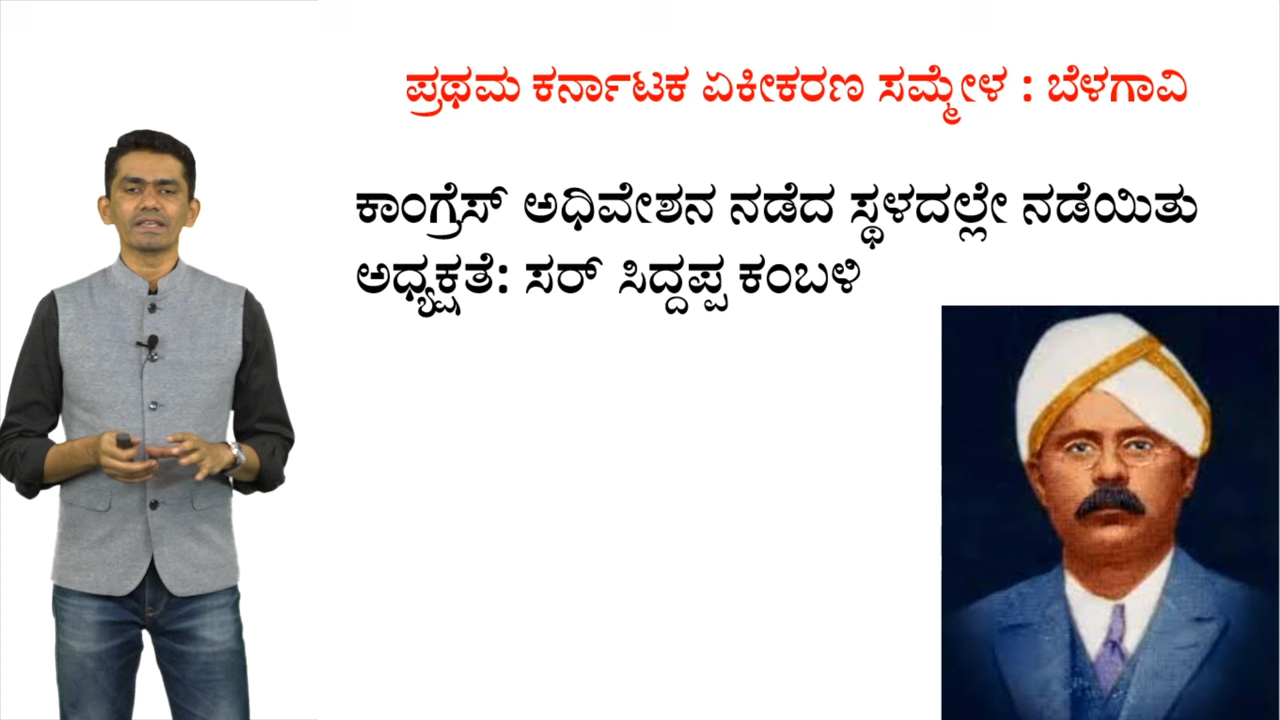 ಪ್ರಥಮ ಕರ್ನಾಟಕ ಏಕೀಕರಣ ಸಮ್ಮೇಳ : ಬೆಳಗಾವಿ
ಕಾಂಗ್ರೆಸ್ ಅಧಿವೇಶನ ನಡೆದ ಸ್ಥಳದಲ್ಲೇ ನಡೆಯಿತು
ಅಧ್ಯಕ್ಷತೆ: ಸರ್ ಸಿದ್ದಪ್ಪ ಕಂಬಳಿ